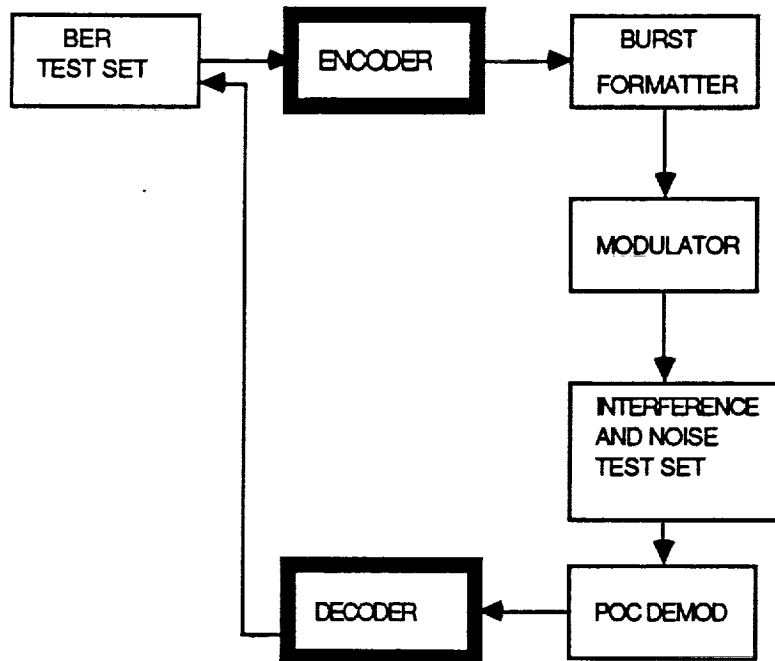 BER
TEST SET
ENCODER
BURST
FORMATTER
MODULATOR
INTERFERENCE
AND NOISE
TEST SET
POC DEMOD
DECODER